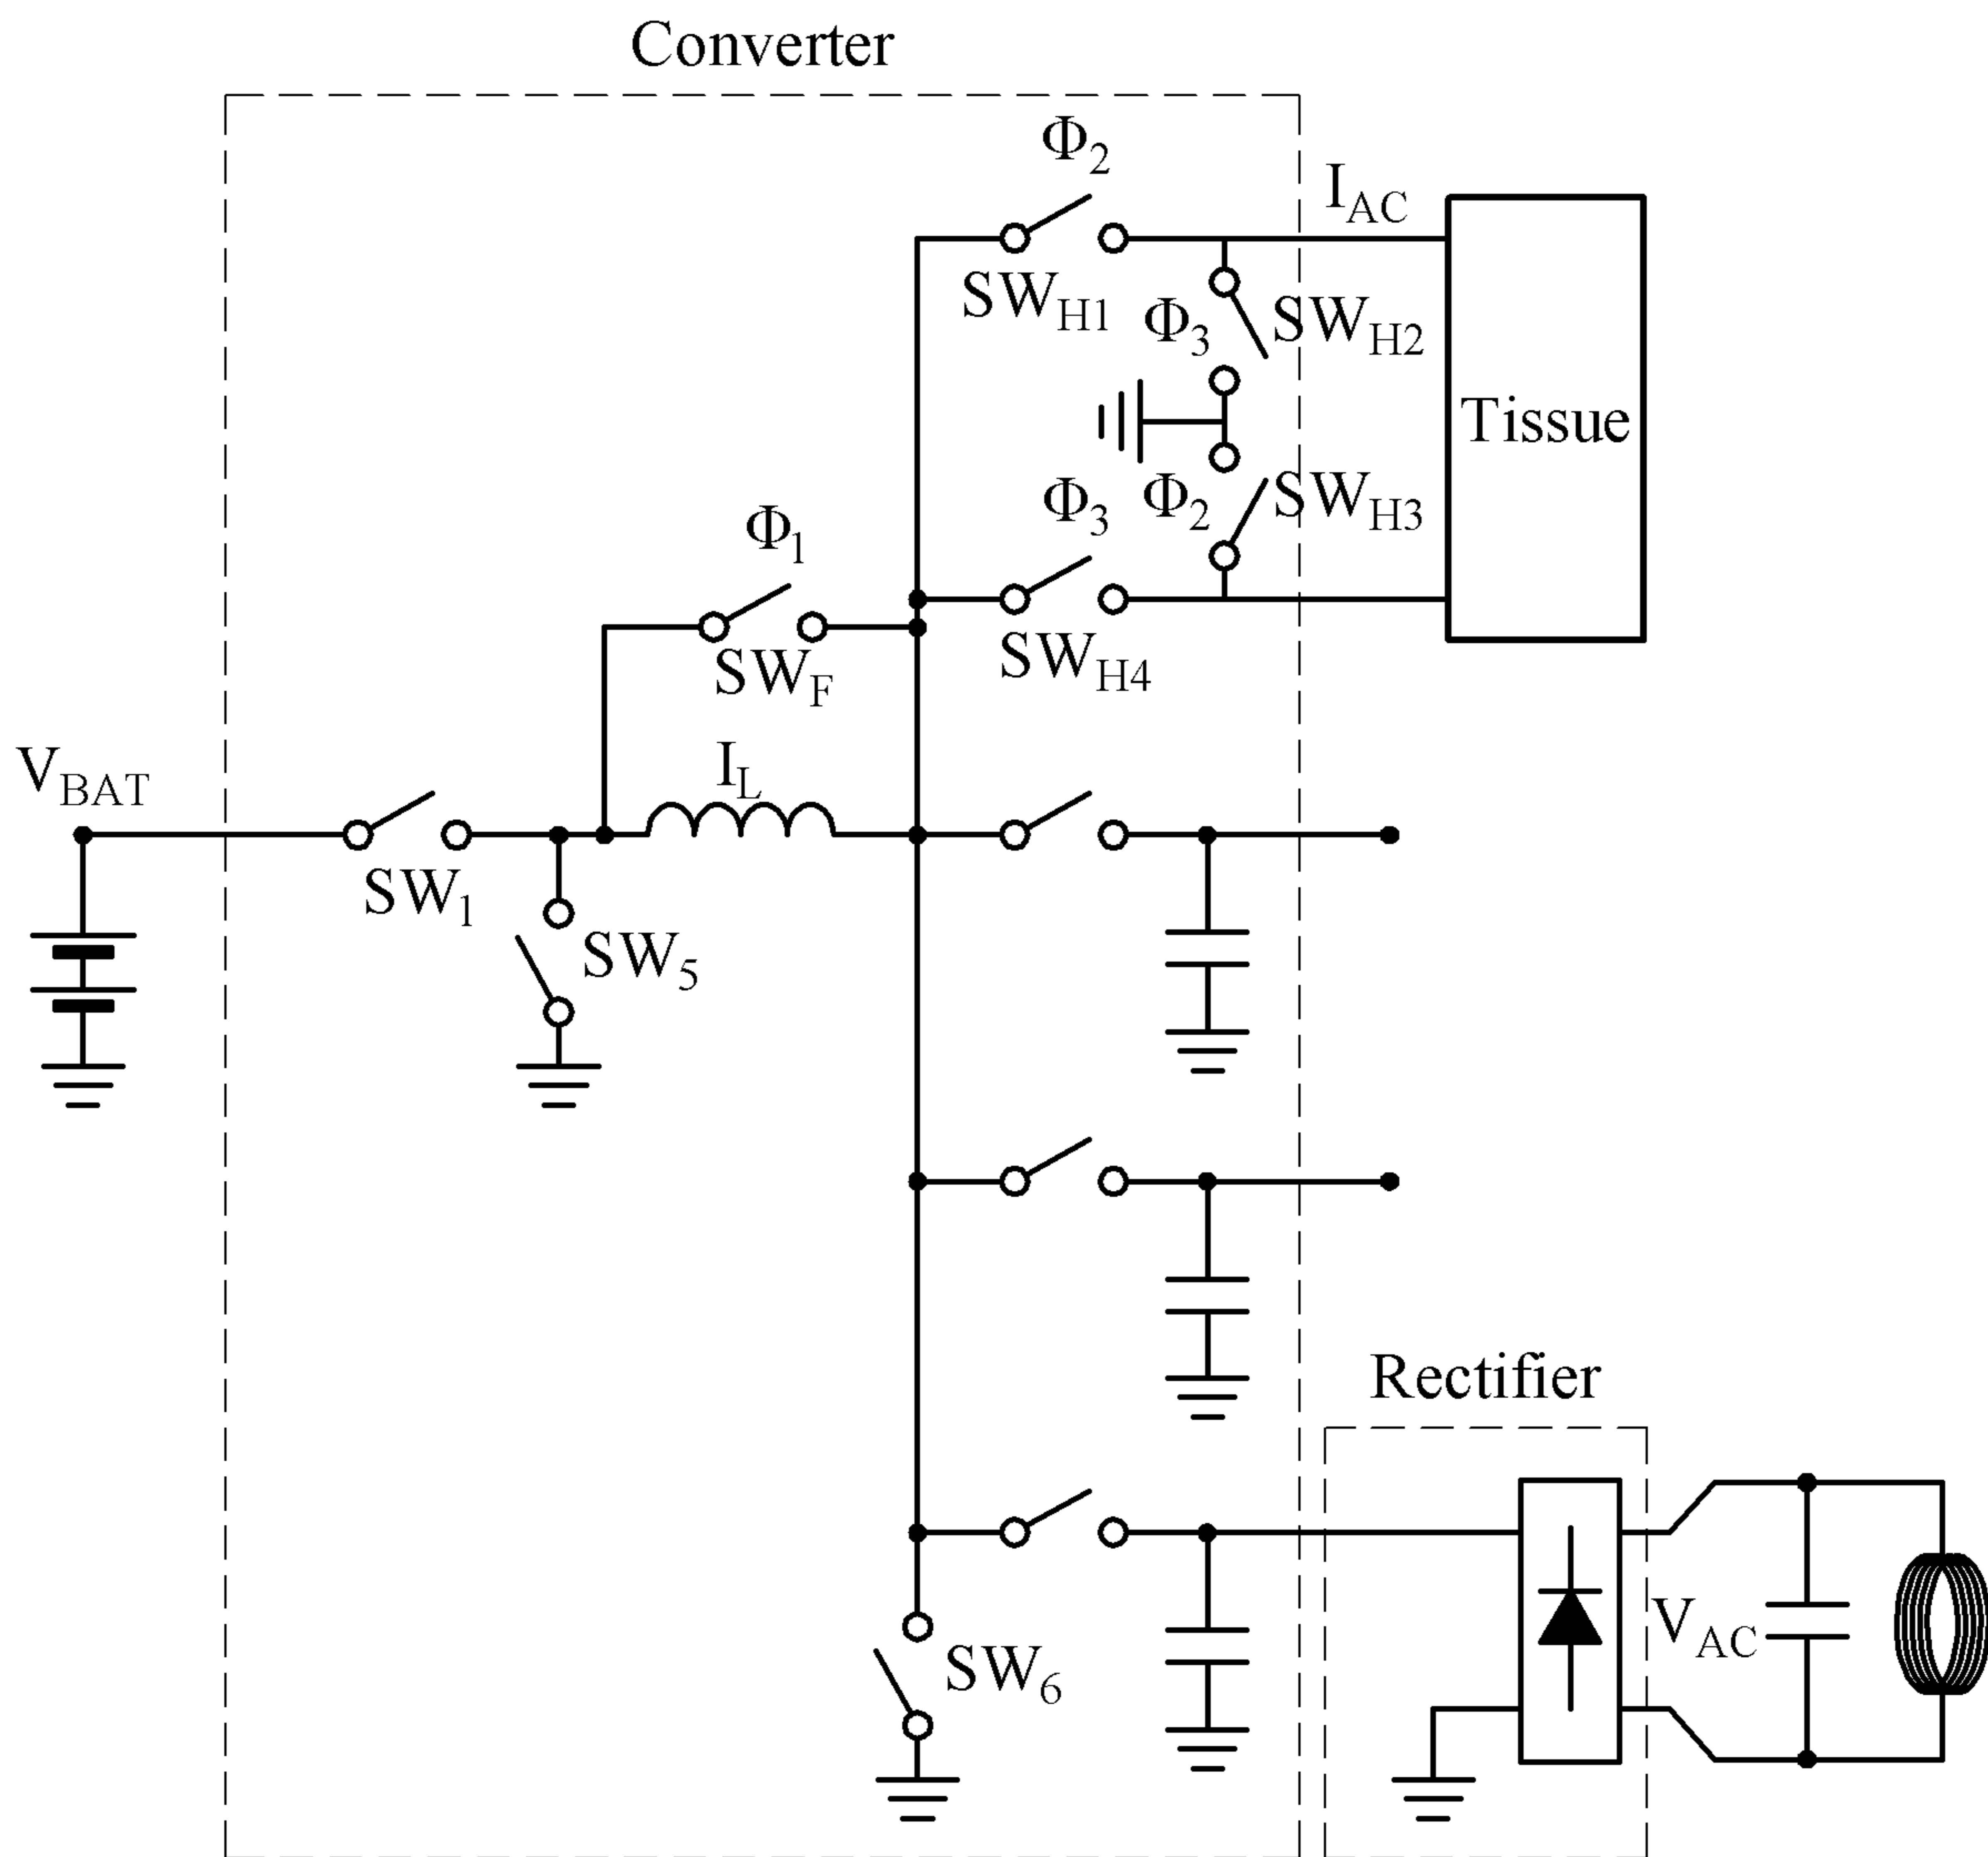 Converter
Φ2
IAC
SWH1
Φ3
SWH2
Tissue
Φ3
Φ2
SWH3
Φ1
SWF
SWH4
VBAT
IL
SW1
SW5
Rectifier
VAC
SW6